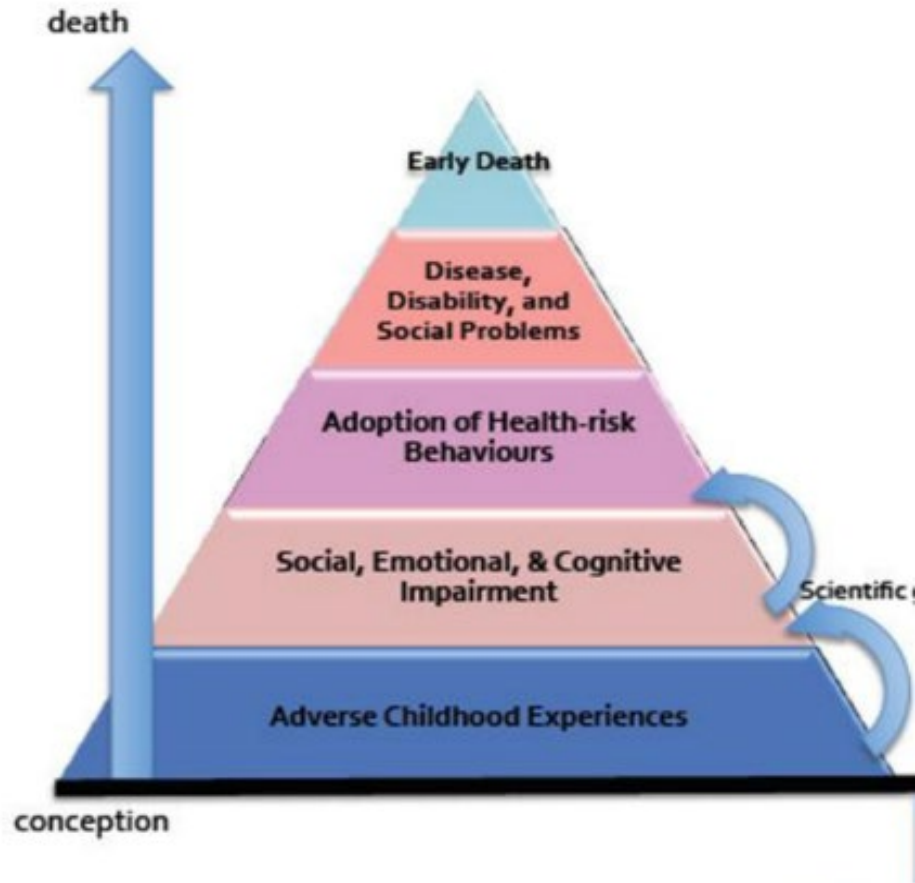 death
Early Death
Disease,
Disability, and
Social Problems
Adoption of Health-risk
Behaviours
Social, Emotional, & Cognitive
Impairment
Scientific
Adverse Childhood Experiences
conception